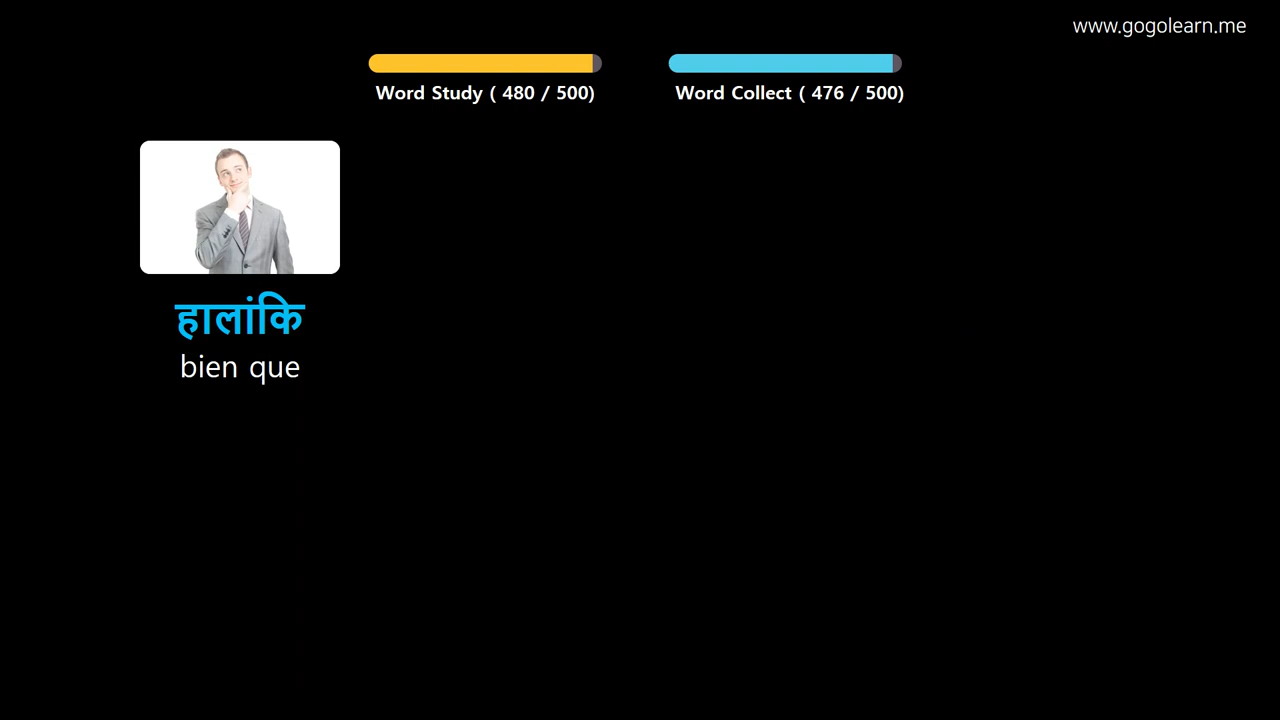 www.gogolearn.me
Word Study ( 480 / 500)
Word Collect ( 476 / 500)
हालांकि
bien que